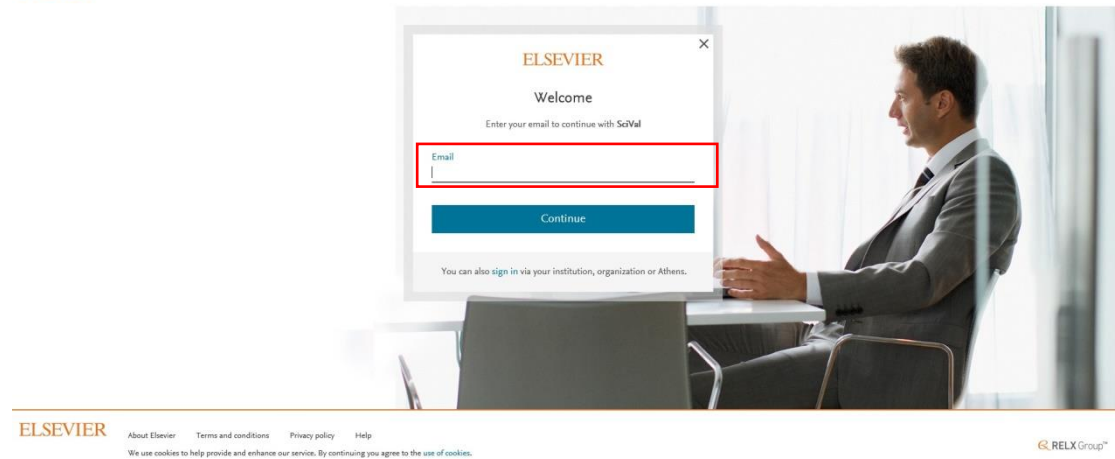 ELSEVIER
Welcome
Enter your email to continue with SciVal
Email
Continue
You can also sign in via your institution, organization or Athens.
ELSEVIER
About Elsevier Terms and conditions Privacy policy Help
We use cookies to help provide and enhance our service. By continuing you agree to the use of cookies.
RELX Group™